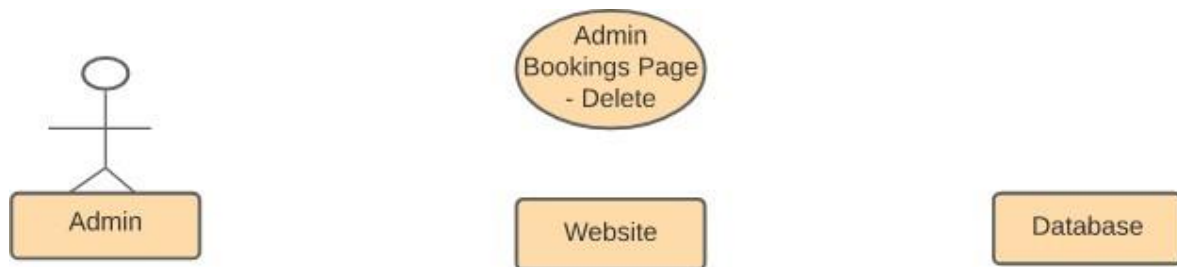 Admin
Bookings Page
- Delete
Admin
Website
Database